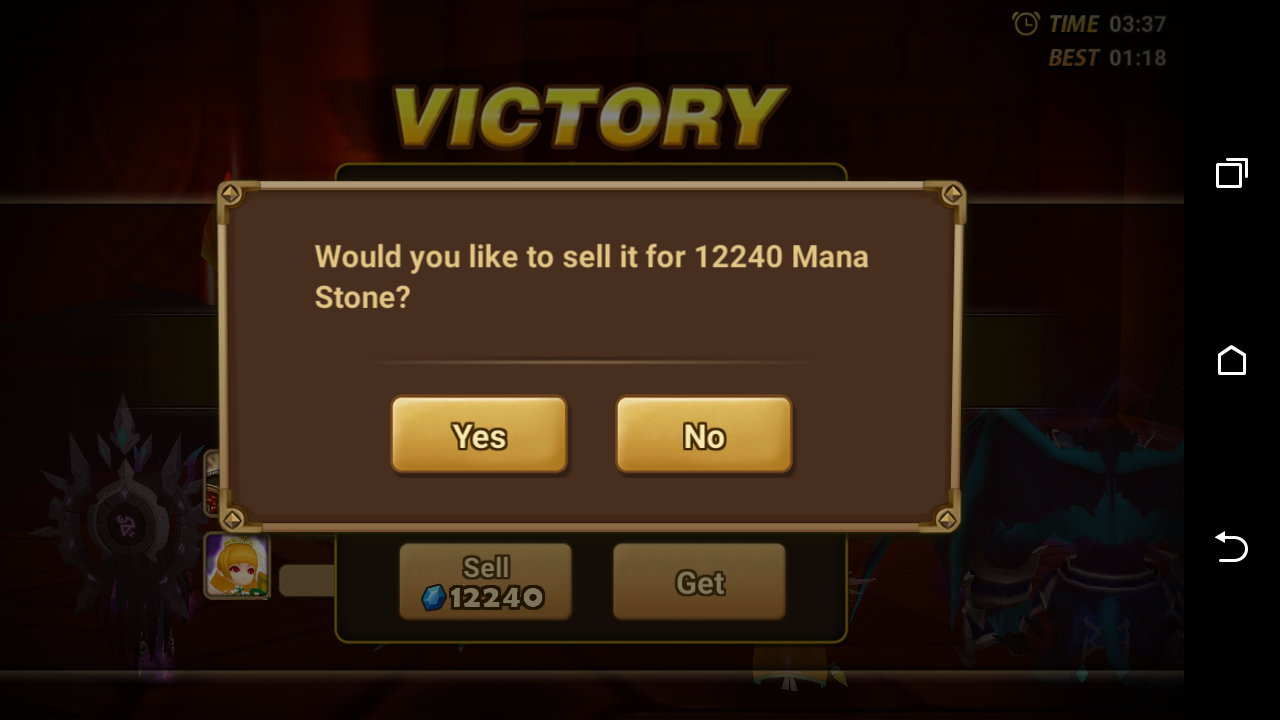 TIME 03:37
BEST 01:18
VICTORY
Would you like to sell it for 12240 Mana
Stone?
Yes
No
Sell
12240
Get